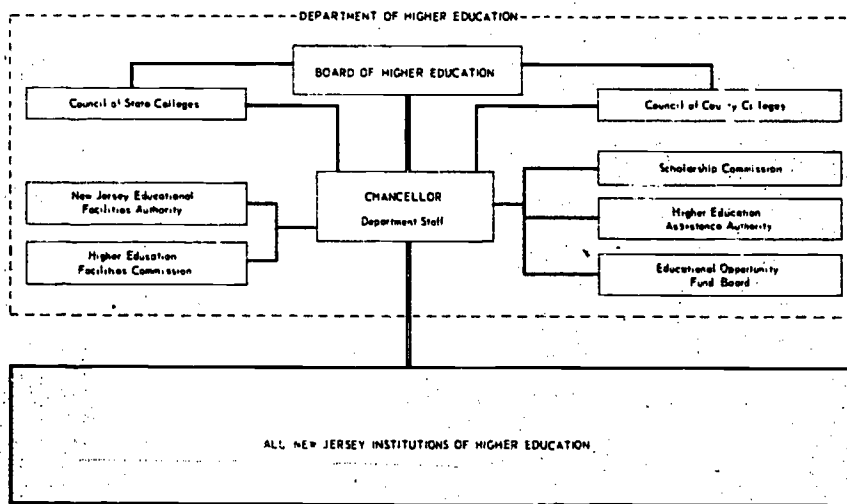 DEPARTMENT OF HIGHER EDUCATION
BOARD OF HIGHER EDUCATION
Council of State Colleges
Council of County Colleges
Scholarship Commission
New Jersey Educational
Facilities Authority
CHANCELLOR
Department Staff
Higher Education
Assistance Authority
Higher Education
Facilities Commission
Educational Opportunity
Fund Board
ALL NEW JERSEY INSTITUTIONS OF HIGHER EDUCATION